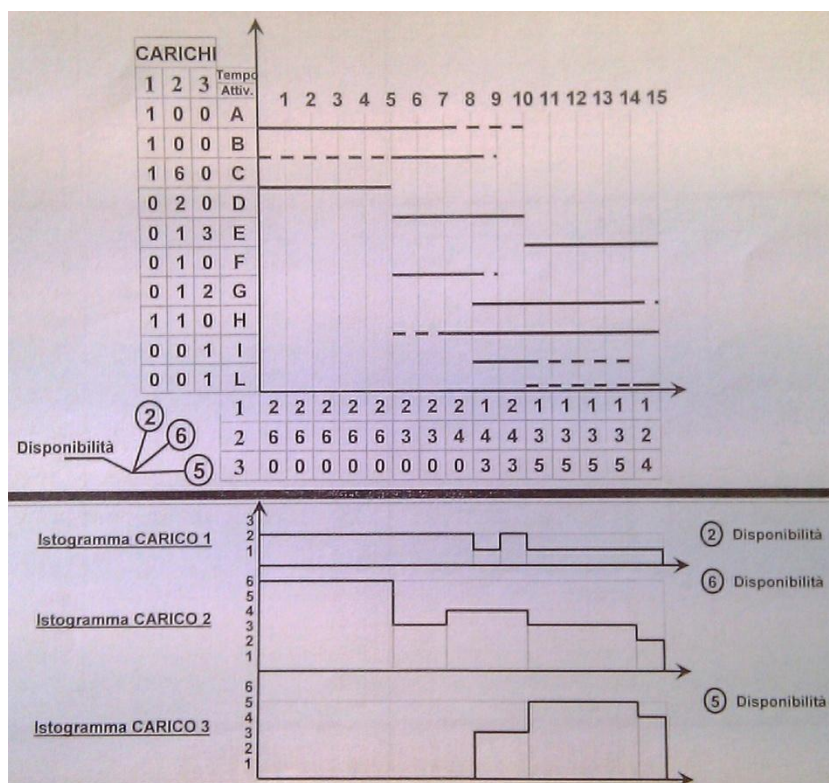 CARICHI
1 2 3 Tempo Attiv.
1 2 3 4 5 6 7 8 9 10 11 12 13 14 15
1 0 0 A
1 0 0 B
1 6 0 C
0 2 0 D
0 1 3 E
0 1 0 F
0 1 2 G
1 1 0 H
0 0 1 I
0 0 1 L
1 2 2 2 2 2 2 2 2 1 2 1 1 1 1 1
2 6 6 6 6 6 3 3 4 4 4 3 3 3 3 2
3 0 0 0 0 0 0 0 0 3 3 5 5 5 5 4
Disponibilità 2 6 5
Istogramma CARICO 1
3
2
1
2 Disponibilità
Istogramma CARICO 2
6
5
4
3
2
1
6 Disponibilità
Istogramma CARICO 3
6
5
4
3
2
1
5 Disponibilità